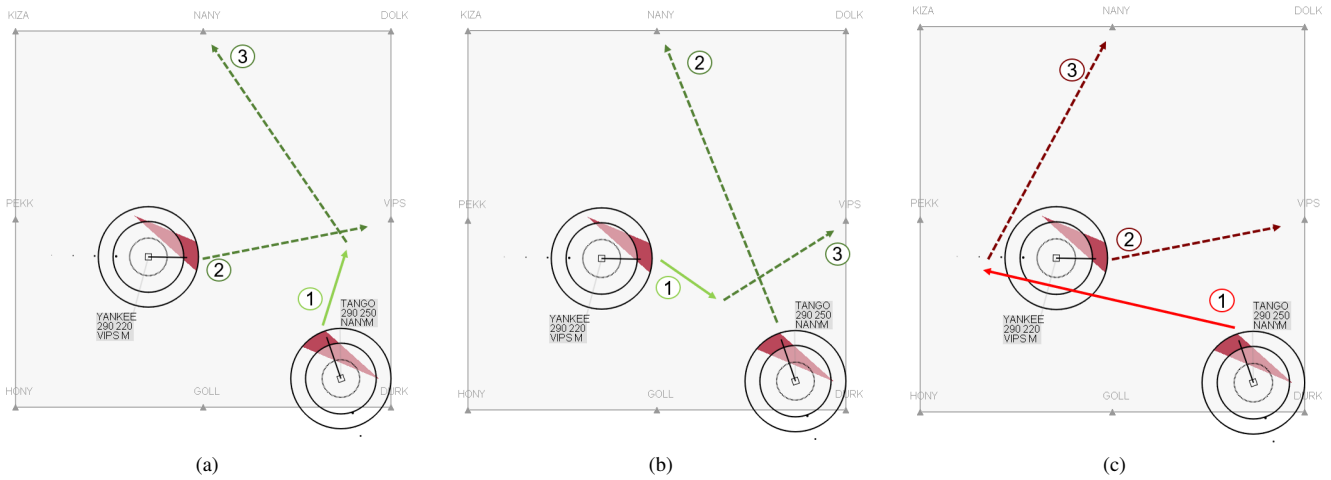 KIZA NANY DOLK
3
PEKK VIPS
2
1
TANGO
290 250
NANYM
YANKEE
290 220
VIPS M
HONY GOLL DURK
(a)
KIZA NANY DOLK
2
PEKK VIPS
3
1
TANGO
290 250
NANYM
YANKEE
290 220
VIPS M
HONY GOLL DURK
(b)
KIZA NANY DOLK
3
PEKK VIPS
2
1
TANGO
290 250
NANYM
YANKEE
290 220
VIPS M
HONY GOLL DURK
(c)